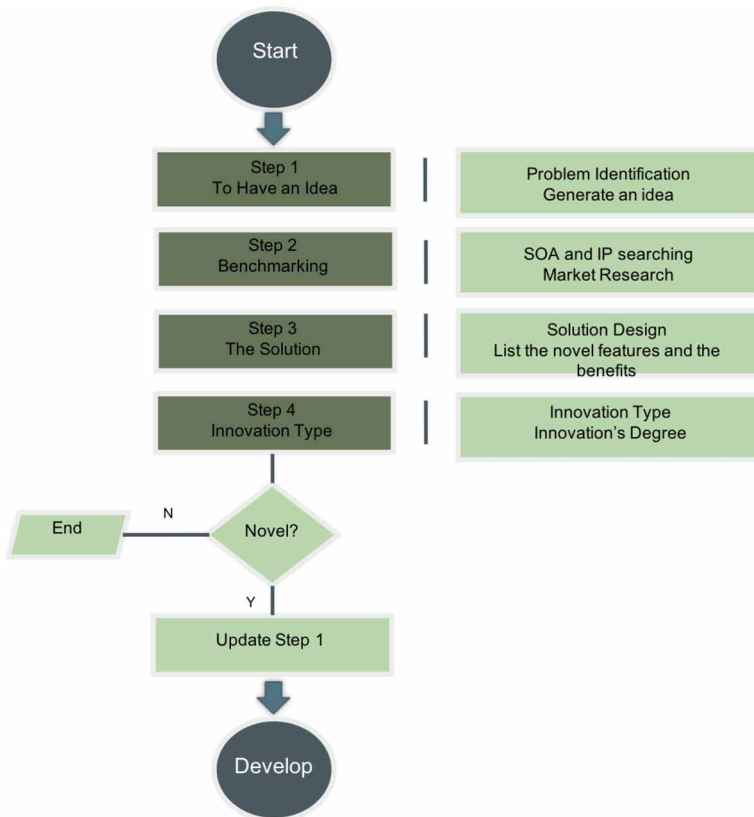 Start
Step 1
To Have an Idea
Problem Identification
Generate an idea
Step 2
Benchmarking
SOA and IP searching
Market Research
Step 3
The Solution
Solution Design
List the novel features and the
benefits
Step 4
Innovation Type
Innovation Type
Innovation’s Degree
End
N
Novel?
Y
Update Step 1
Develop